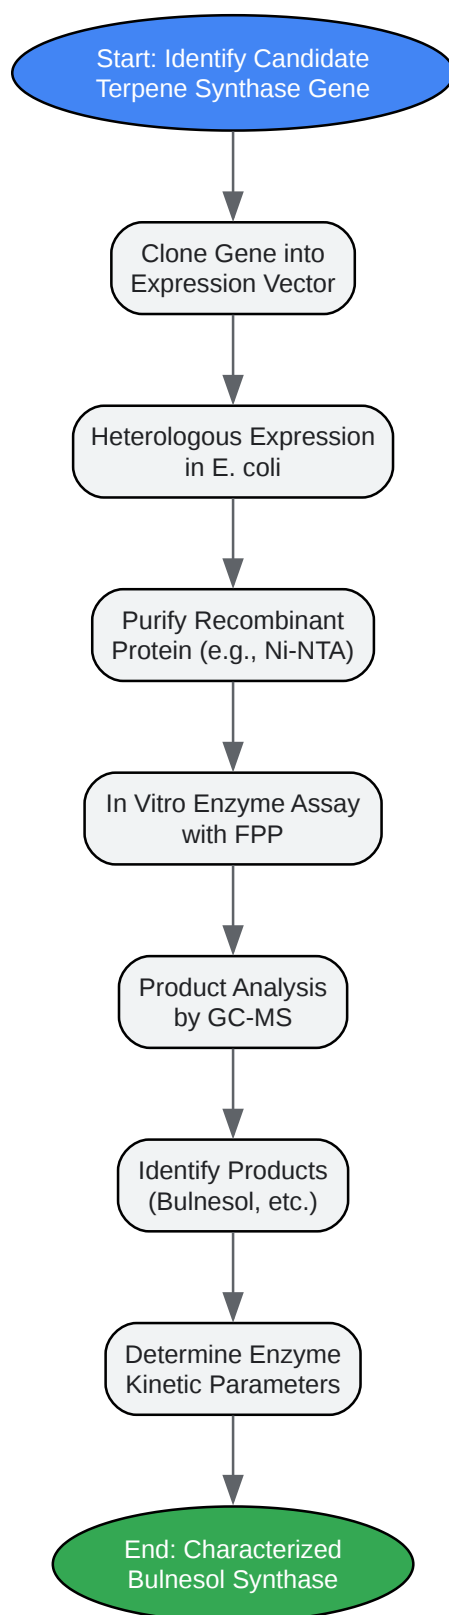 Start: Identify Candidate
Terpene Synthase Gene
Clone Gene into
Expression Vector
Heterologous Expression
in E. coli
Purify Recombinant
Protein (e.g., Ni-NTA)
In Vitro Enzyme Assay
with FPP
Product Analysis
by GC-MS
Identify Products
(Bulnesol, etc.)
Determine Enzyme
Kinetic Parameters
End: Characterized
Bulnesol Synthase